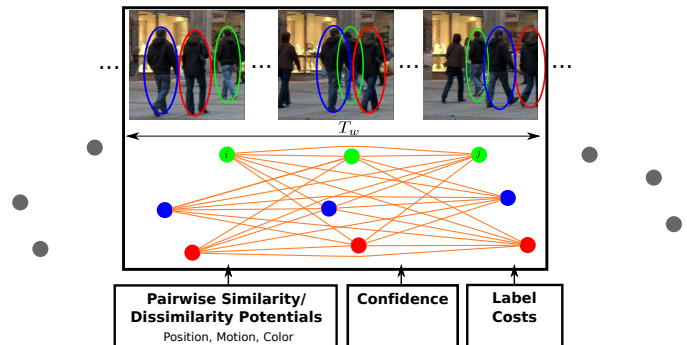 ... ... ... ...
T_w
i j
Pairwise Similarity/
Dissimilarity Potentials
Position, Motion, Color
Confidence
Label
Costs